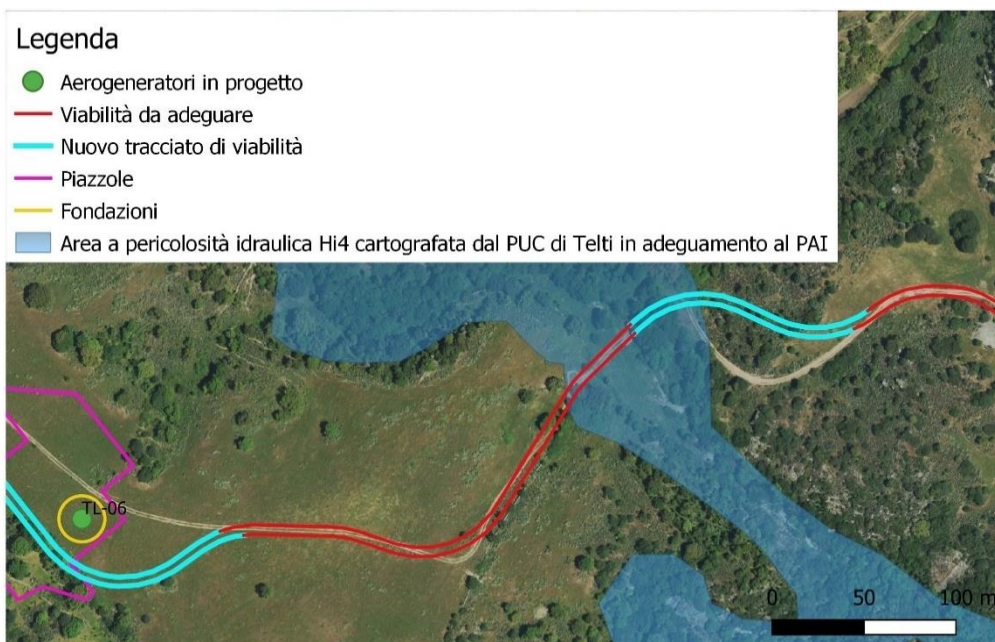 Legenda
Aerogeneratori in progetto
Viabilità da adeguare
Nuovo tracciato di viabilità
Piazzole
Fondazioni
Area a pericolosità idraulica Hi4 cartografata dal PUC di Telti in adeguamento al PAI
TL-06
0 50 100 m